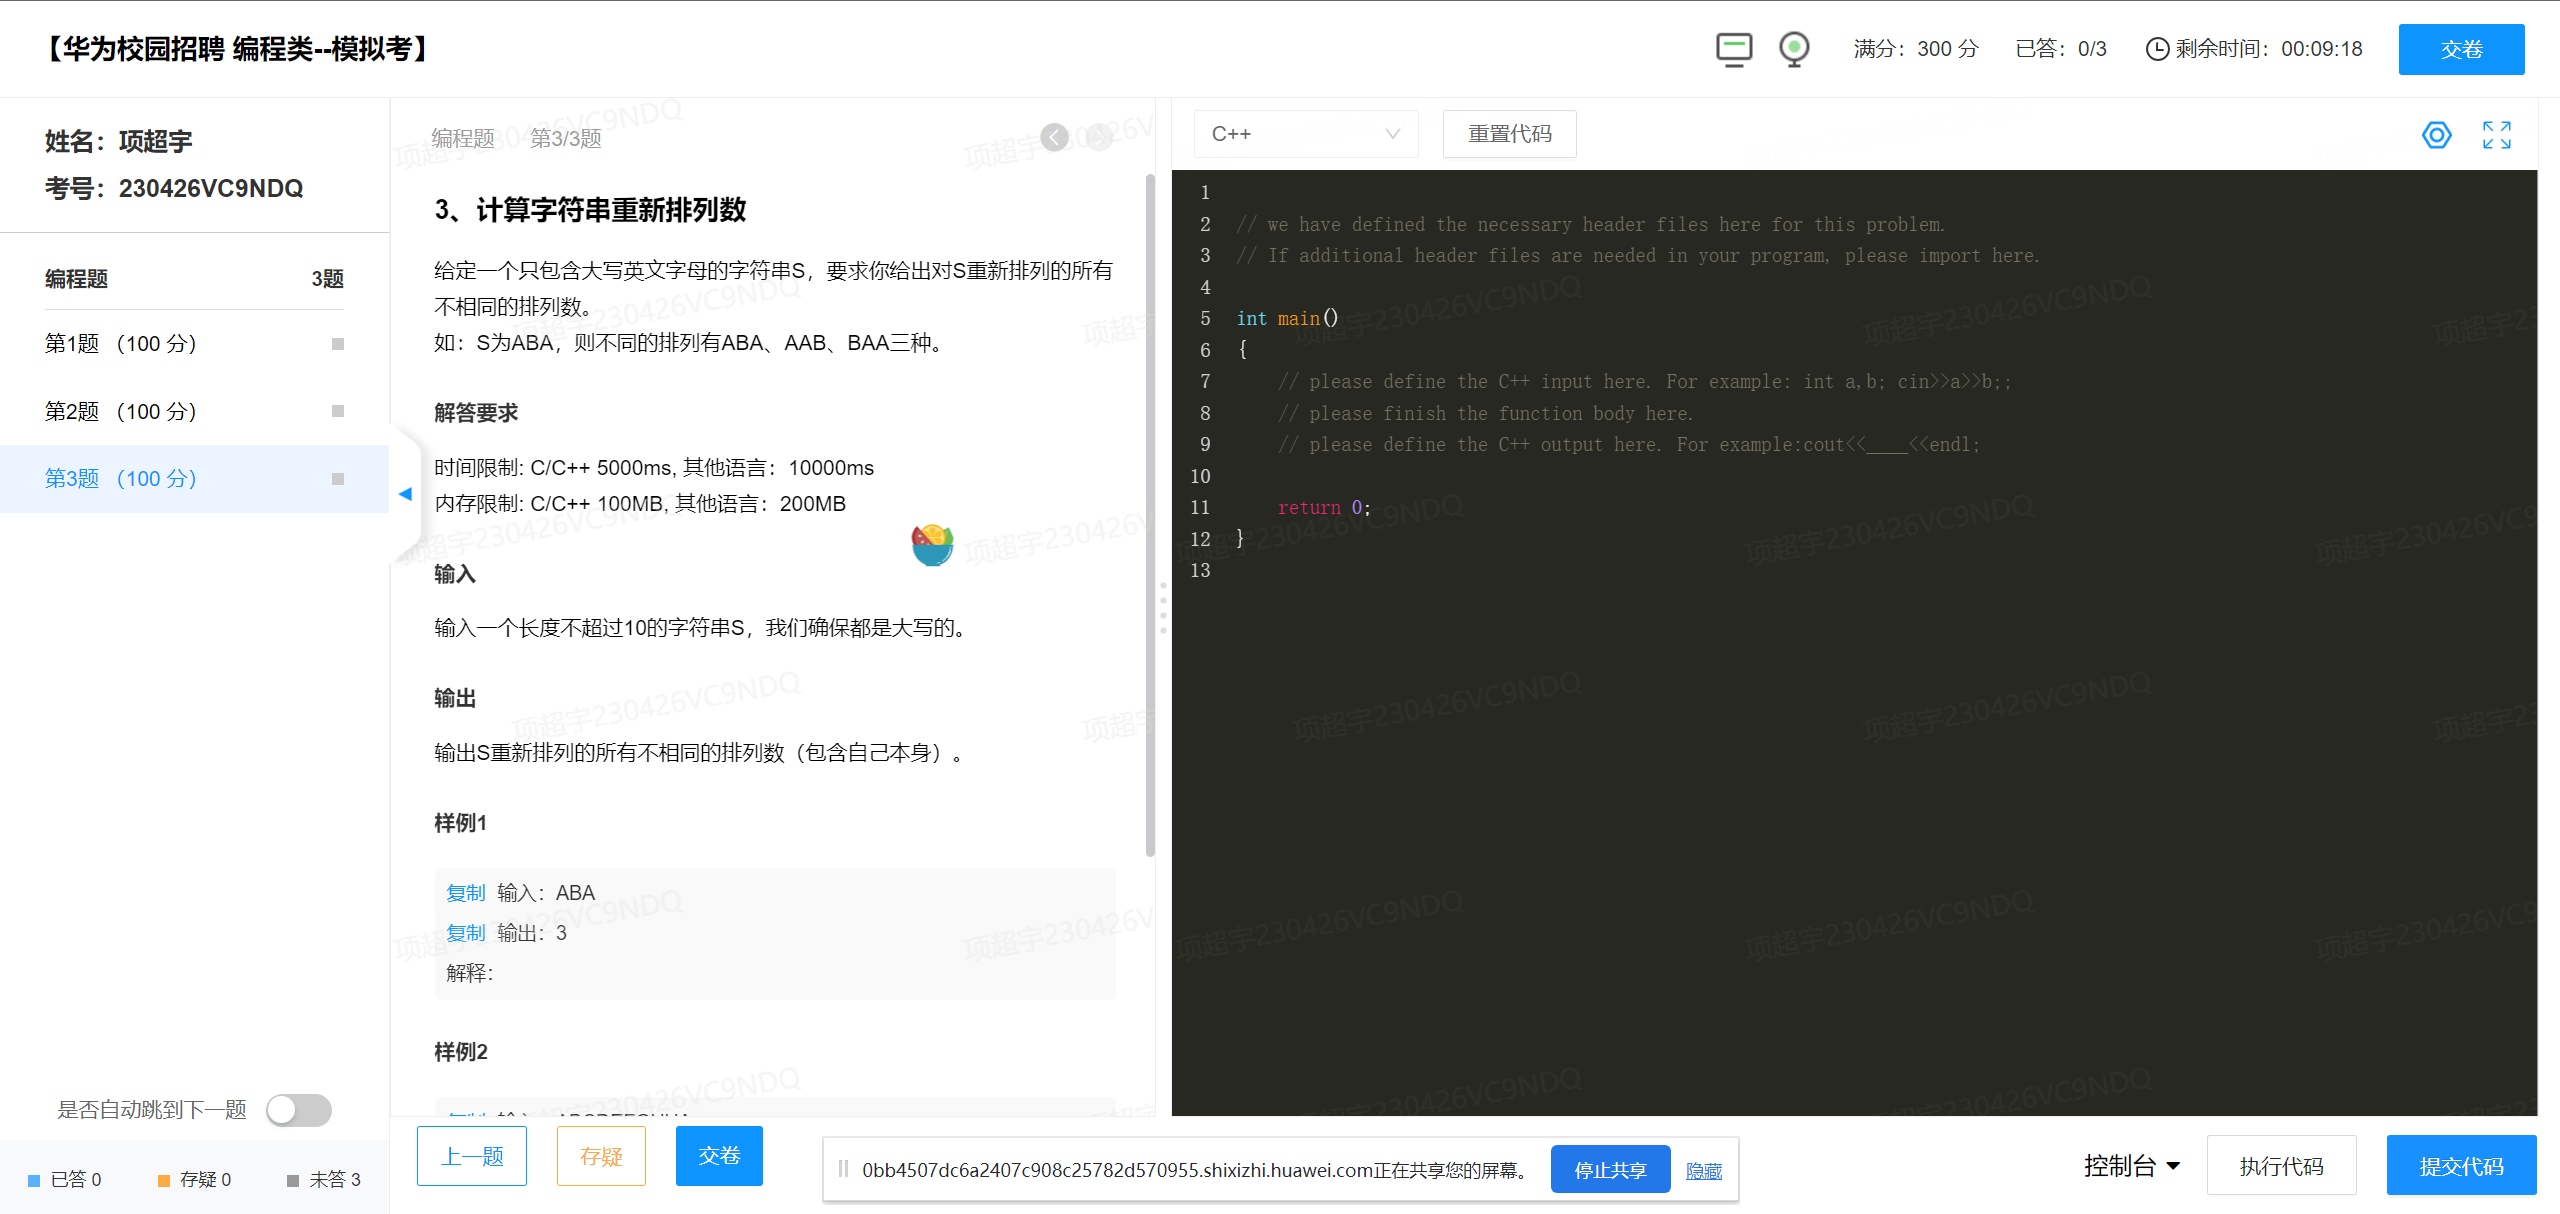 【华为校园招聘 编程类--模拟考】
满分：300 分
已答：0/3
剩余时间：00:09:18
交卷
姓名：项超宇
考号：230426VC9NDQ
编程题
3题
第1题 （100 分）
第2题 （100 分）
第3题 （100 分）
是否自动跳到下一题
已答 0
存疑 0
未答 3
编程题
第3/3题
3、计算字符串重新排列数
给定一个只包含大写英文字母的字符串S，要求你给出对S重新排列的所有
不相同的排列数。
如：S为ABA，则不同的排列有ABA、AAB、BAA三种。
解答要求
时间限制: C/C++ 5000ms, 其他语言：10000ms
内存限制: C/C++ 100MB, 其他语言：200MB
输入
输入一个长度不超过10的字符串S，我们确保都是大写的。
输出
输出S重新排列的所有不相同的排列数（包含自己本身）。
样例1
复制 输入：ABA
复制 输出：3
解释：
样例2
上一题
存疑
交卷
C++
重置代码
1
2 // we have defined the necessary header files here for this problem.
3 // If additional header files are needed in your program, please import here.
4
5 int main()
6 {
7 // please define the C++ input here. For example: int a,b; cin>>a>>b;;
8 // please finish the function body here.
9 // please define the C++ output here. For example:cout<<____<<endl;
10
11 return 0;
12 }
13
0bb4507dc6a2407c908c25782d570955.shixizhi.huawei.com正在共享您的屏幕。
停止共享
隐藏
控制台
执行代码
提交代码
项超宇230426VC9NDQ